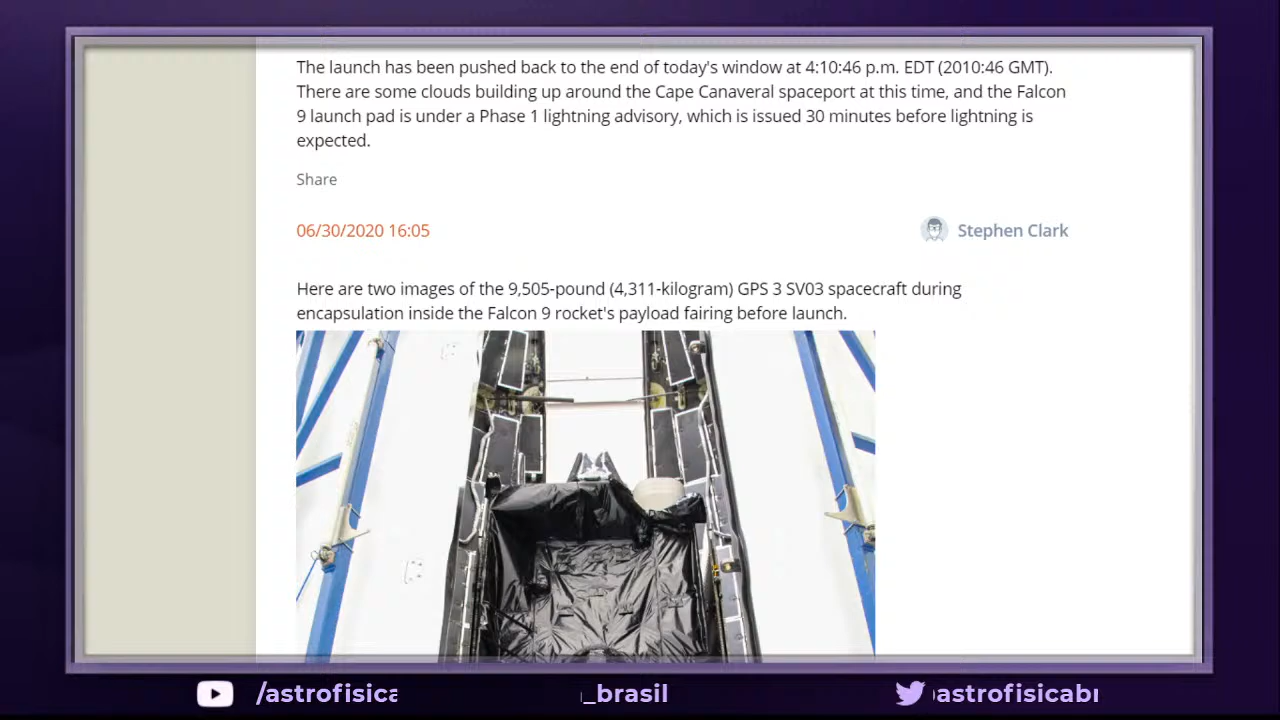 The launch has been pushed back to the end of today's window at 4:10:46 p.m. EDT (2010:46 GMT).
There are some clouds building up around the Cape Canaveral spaceport at this time, and the Falcon
9 launch pad is under a Phase 1 lightning advisory, which is issued 30 minutes before lightning is
expected.
Share
06/30/2020 16:05
Stephen Clark
Here are two images of the 9,505-pound (4,311-kilogram) GPS 3 SV03 spacecraft during
encapsulation inside the Falcon 9 rocket's payload fairing before launch.
/astrofisica
_brasil
astrofisicabr